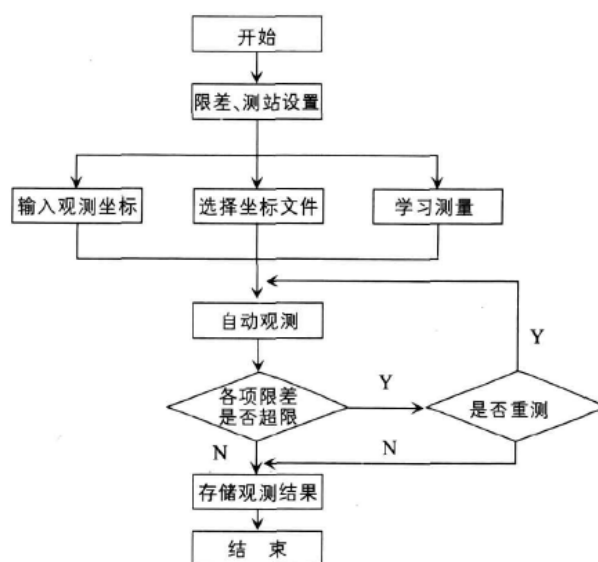 开始
限差、测站设置
输入观测坐标
选择坐标文件
学习测量
自动观测
Y
各项限差
是否超限
Y
是否重测
N
N
存储观测结果
结 束